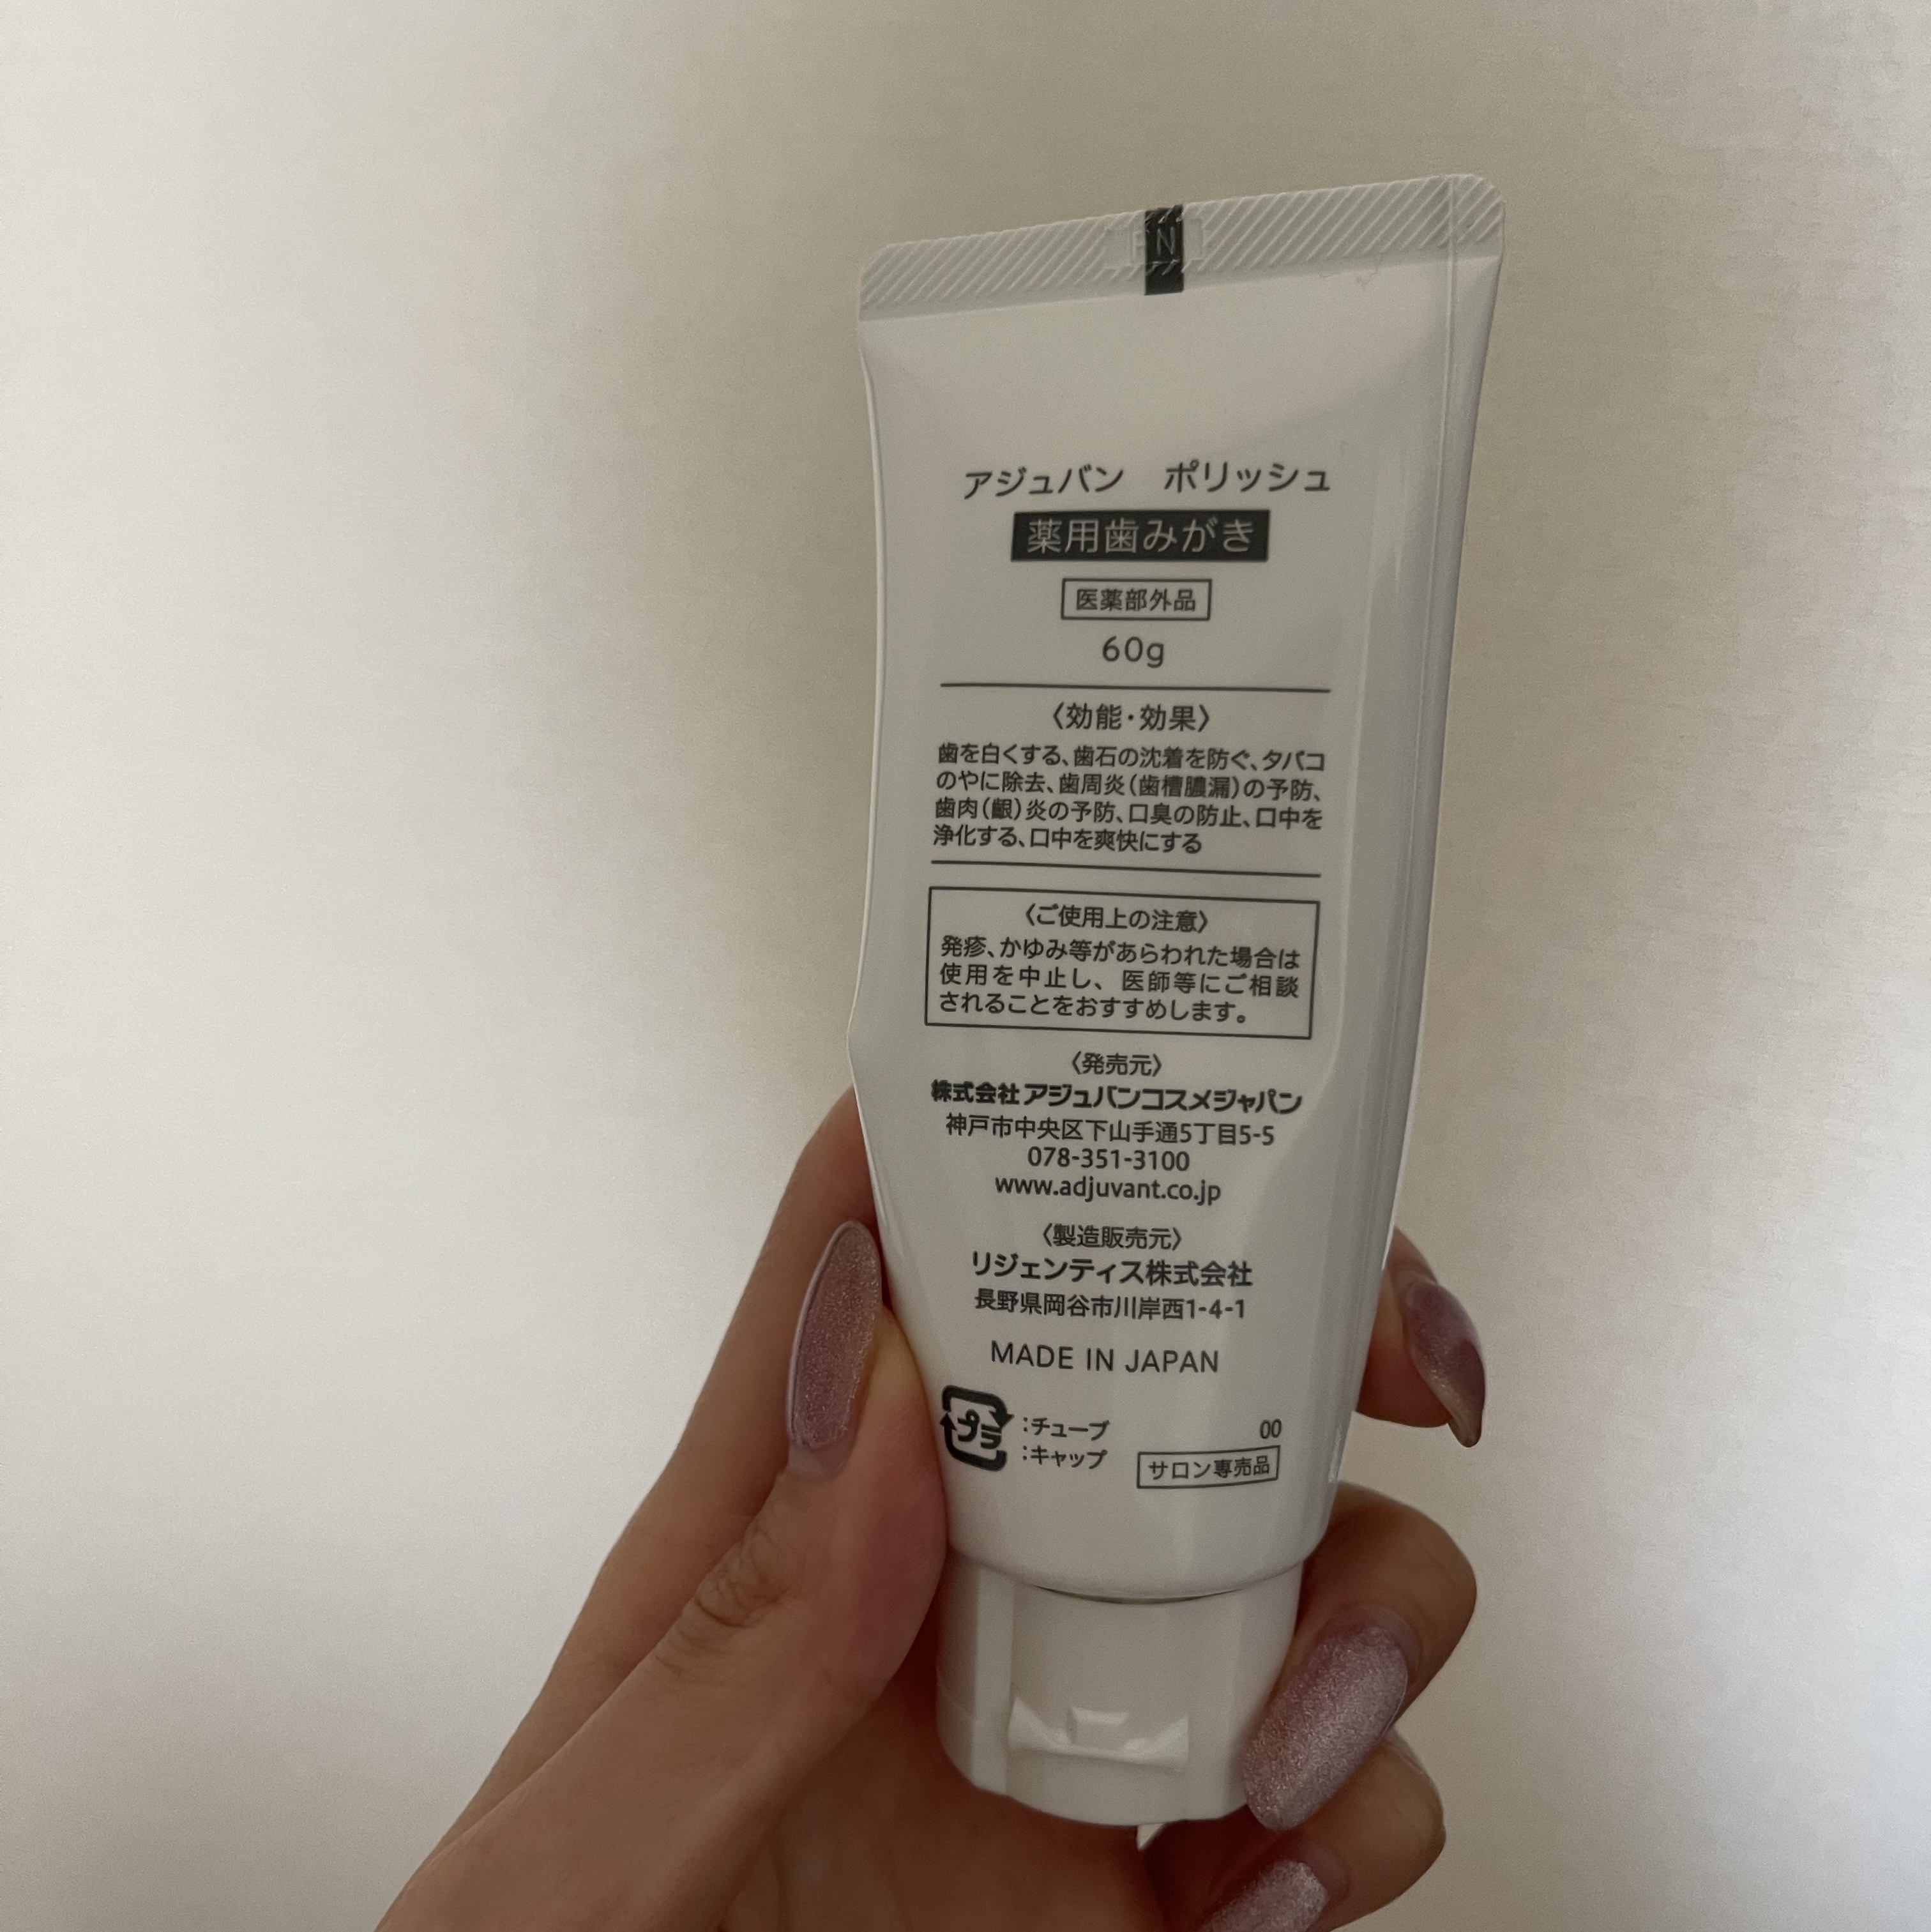 アジュバン ポリッシュ
薬用歯みがき
医薬部外品
60g
〈効能・効果〉
歯を白くする、歯石の沈着を防ぐ、タバコ
のやに除去、歯周炎(歯槽膿漏)の予防、
歯肉(齦)炎の予防、口臭の防止、口中を
浄化する、口中を爽快にする
〈ご使用上の注意〉
発疹、かゆみ等があらわれた場合は
使用を中止し、医師等にご相談
されることをおすすめします。
〈発売元〉
株式会社アジュバンコスメジャパン
神戸市中央区下山手通5丁目5-5
078-351-3100
www.adjuvant.co.jp
〈製造販売元〉
リジェンティス株式会社
長野県岡谷市川岸西1-4-1
MADE IN JAPAN
プラ
:チューブ
:キャップ
00
サロン専売品